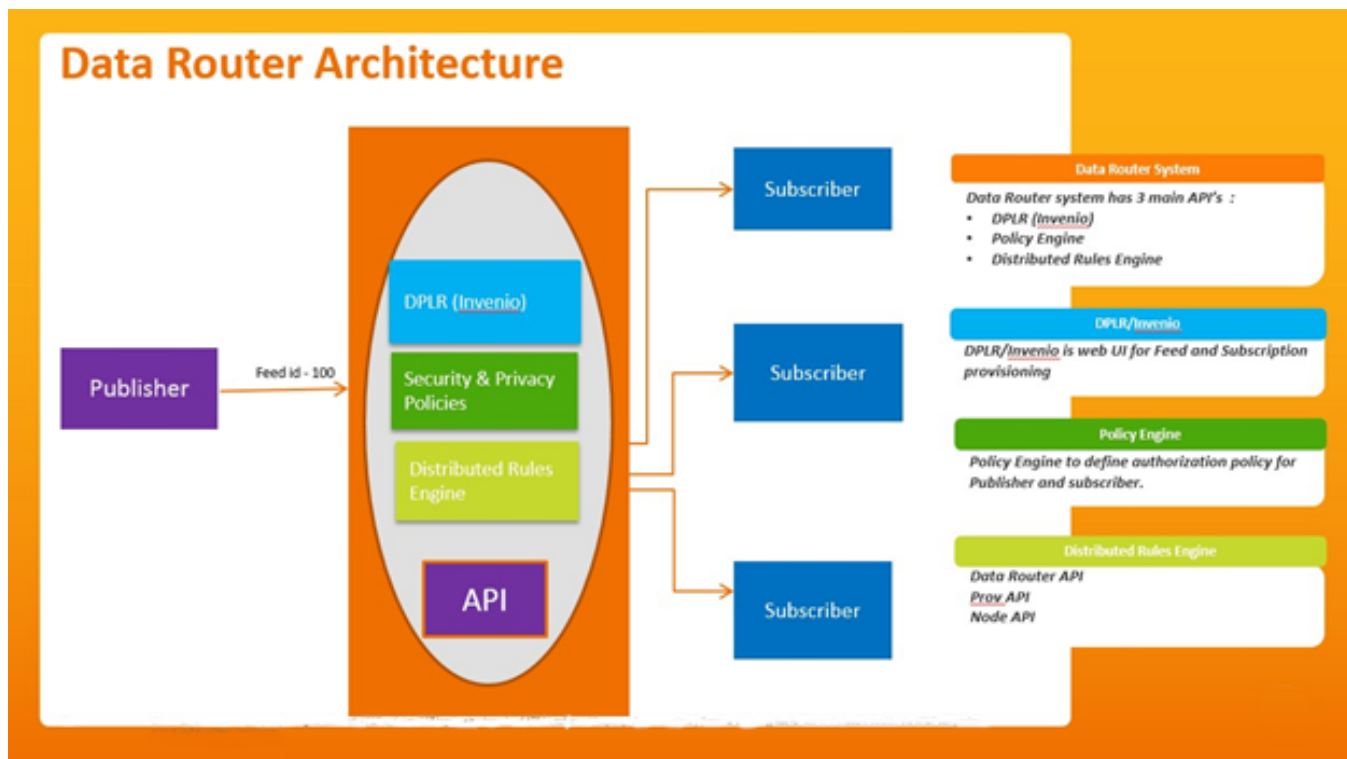 Data Router Architecture
Publisher
Feed id - 100
DPLR (Invenio)
Security & Privacy
Policies
Distributed Rules
Engine
API
Subscriber
Subscriber
Subscriber
Data Router System
Data Router system has 3 main API's :
• DPLR (Invenio)
• Policy Engine
• Distributed Rules Engine
DPLR/Invenio
DPLR/Invenio is web UI for Feed and Subscription
provisioning
Policy Engine
Policy Engine to define authorization policy for
Publisher and subscriber.
Distributed Rules Engine
Data Router API
Prov API
Node API